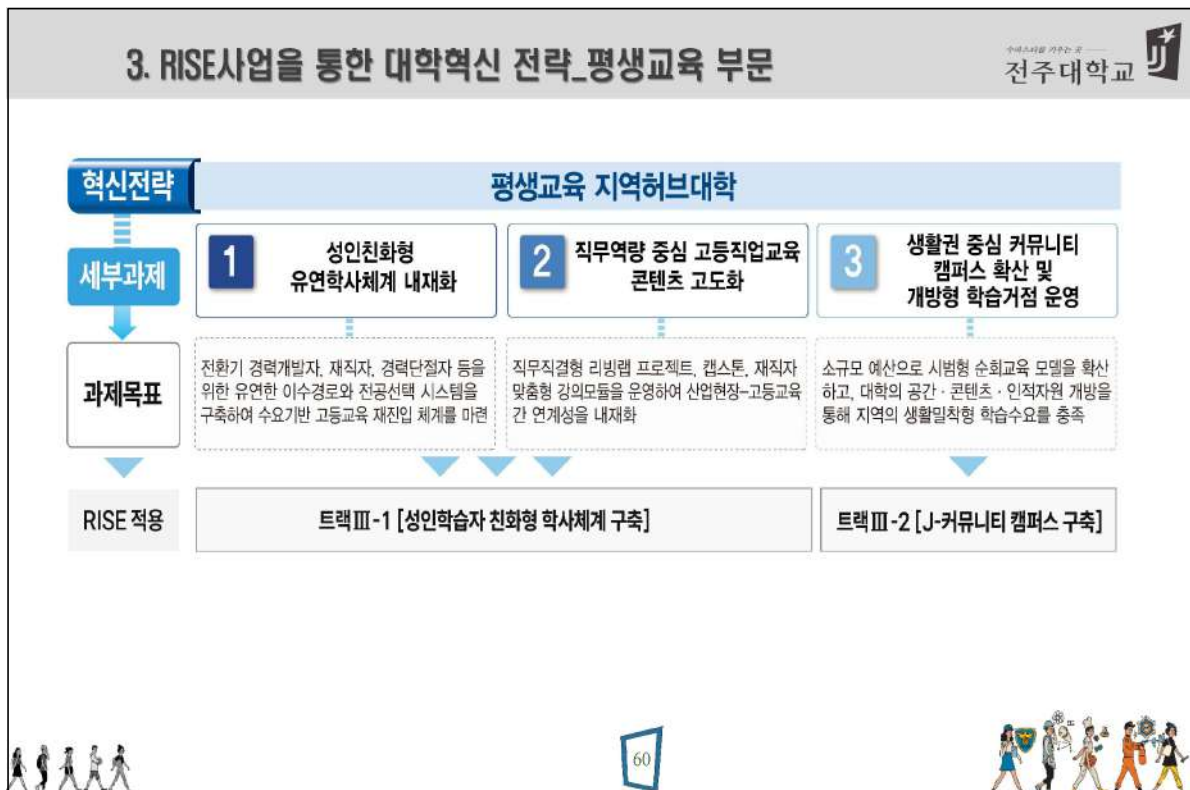 3. RISE사업을 통한 대학혁신 전략_평생교육 부문
수퍼스타를 키우는 곳
전주대학교
혁신전략
평생교육 지역허브대학
세부과제
1
성인친화형
유연학사체계 내재화
2
직무역량 중심 고등직업교육
콘텐츠 고도화
3
생활권 중심 커뮤니티
캠퍼스 확산 및
개방형 학습거점 운영
과제목표
전환기 경력개발자, 재직자, 경력단절자 등을
위한 유연한 이수경로와 전공선택 시스템을
구축하여 수요기반 고등교육 재진입 체계를 마련
직무직결형 리빙랩 프로젝트, 캡스톤, 재직자
맞춤형 강의모듈을 운영하여 산업현장-고등교육
간 연계성을 내재화
소규모 예산으로 시범형 순회교육 모델을 확산
하고, 대학의 공간·콘텐츠·인적자원 개방을
통해 지역의 생활밀착형 학습수요를 충족
RISE 적용
트랙Ⅲ-1 [성인학습자 친화형 학사체계 구축]
트랙Ⅲ-2 [J-커뮤니티 캠퍼스 구축]
60